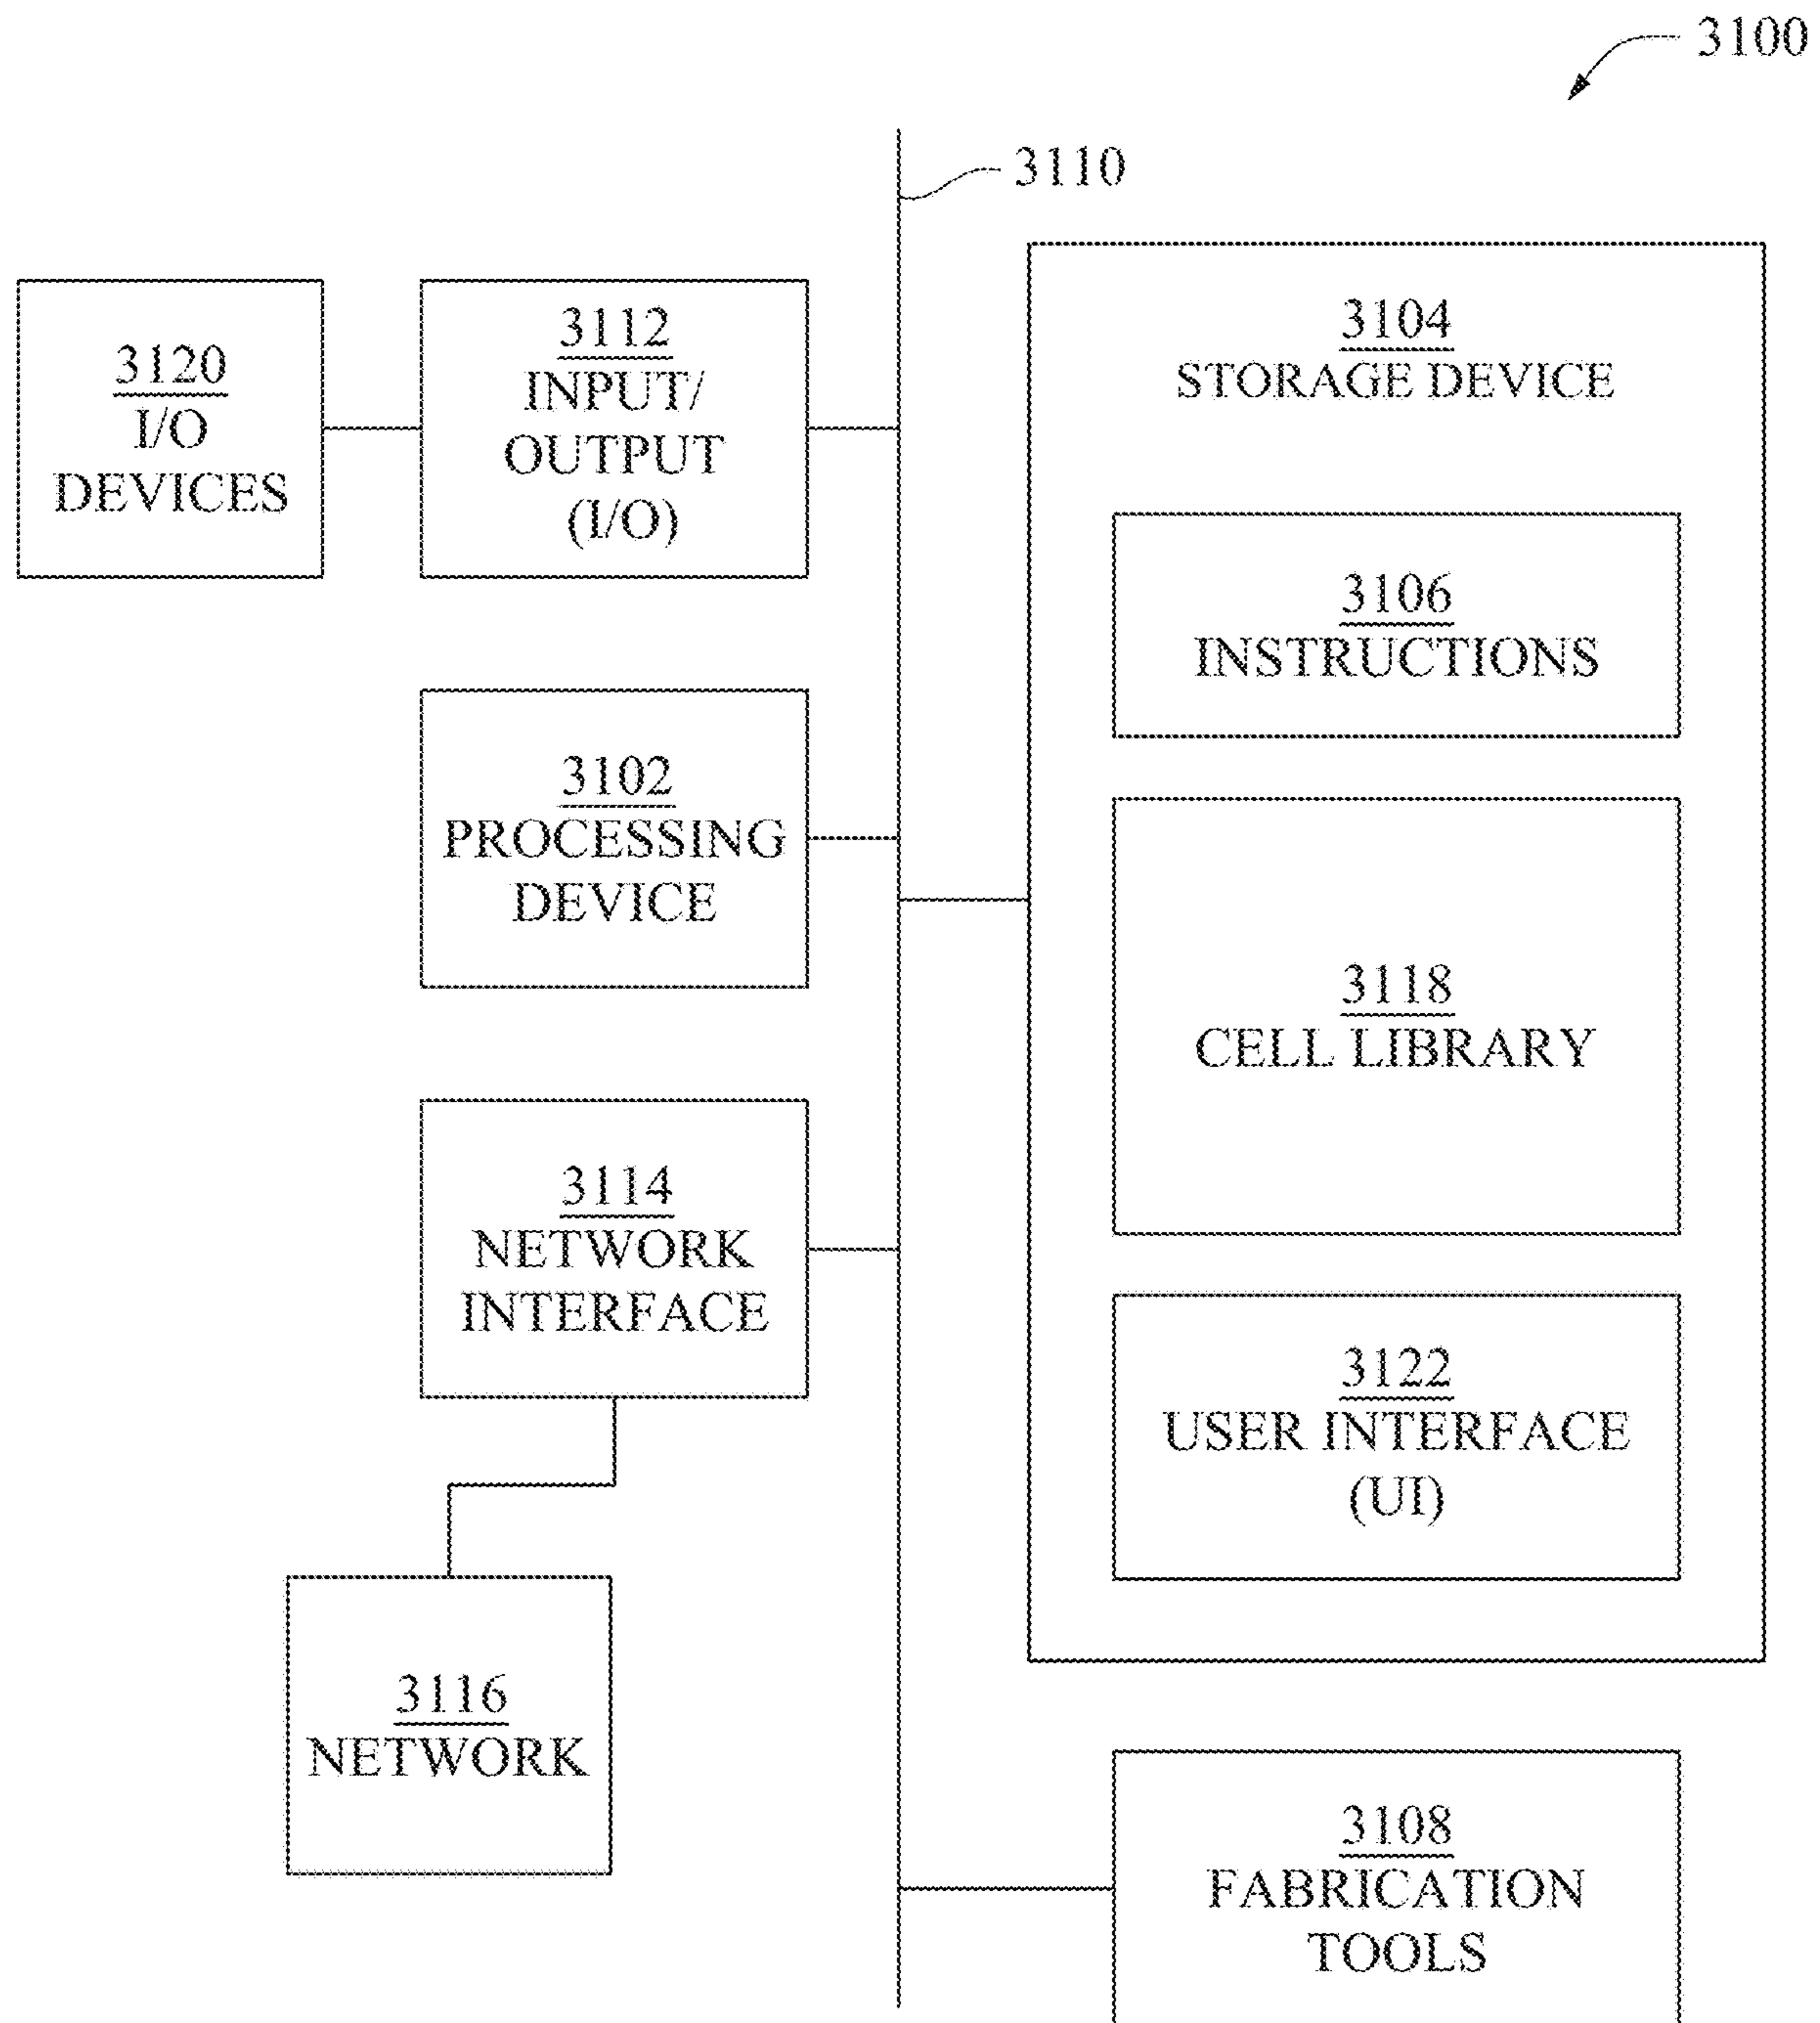 3100
3110
3120
I/O
DEVICES
3112
INPUT/
OUTPUT
(I/O)
3104
STORAGE DEVICE
3106
INSTRUCTIONS
3102
PROCESSING
DEVICE
3118
CELL LIBRARY
3114
NETWORK
INTERFACE
3122
USER INTERFACE
(UI)
3116
NETWORK
3108
FABRICATION
TOOLS